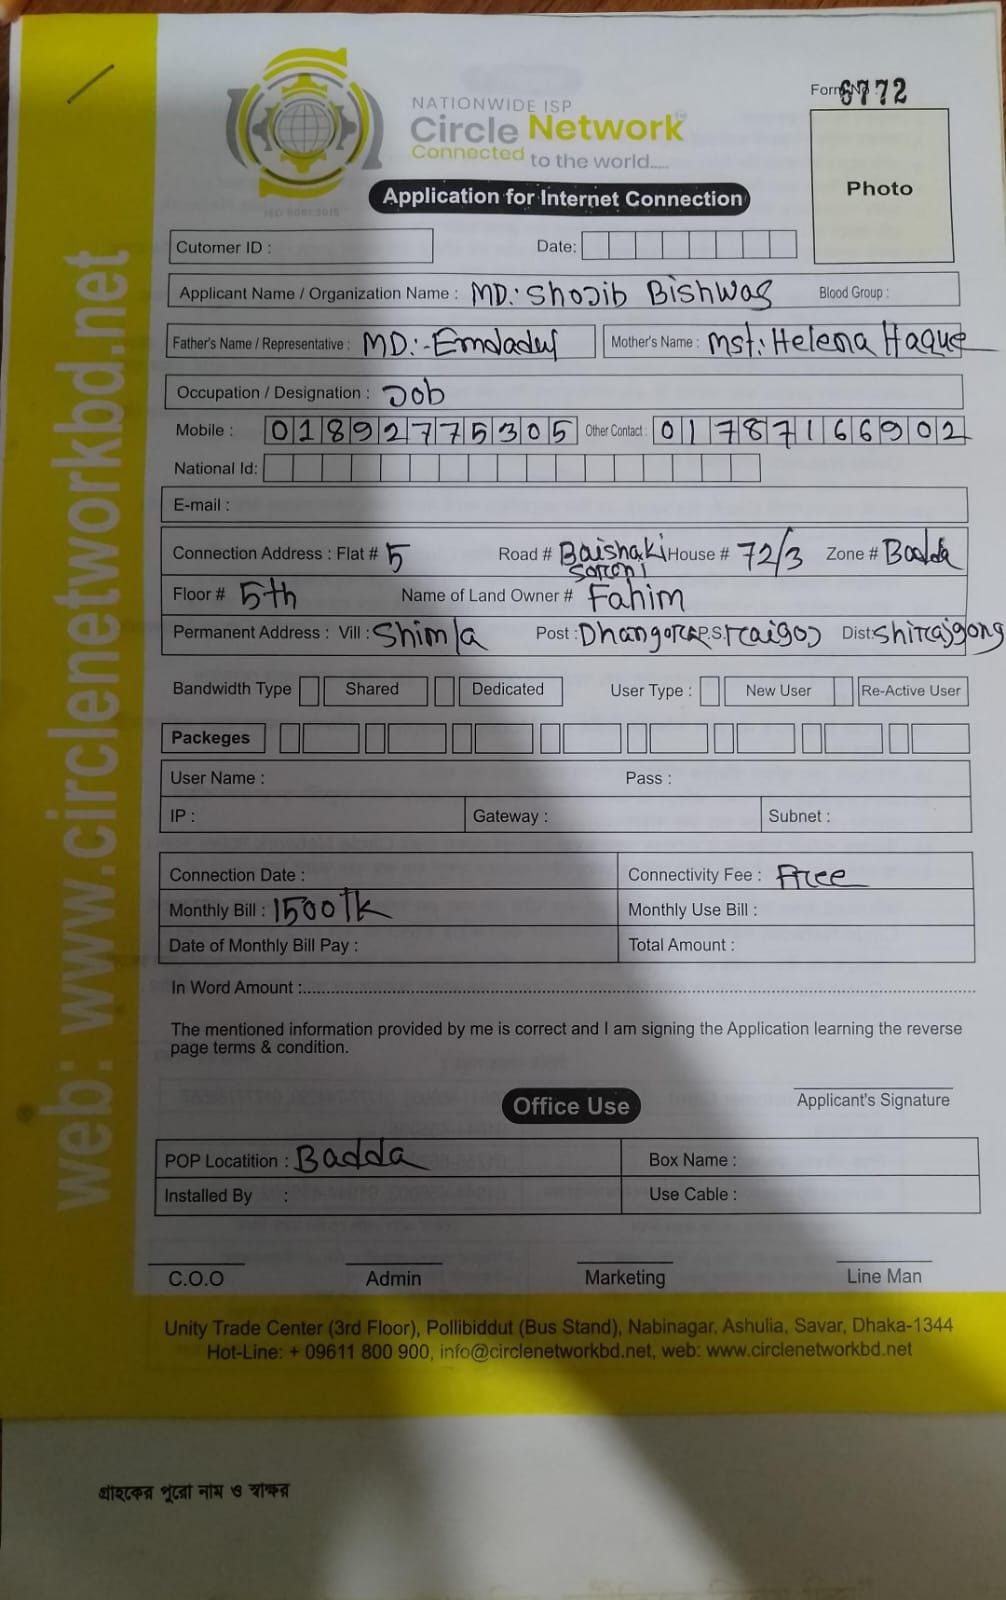 NATIONWIDE ISP
Circle Network
Connected to the world.....
ISO 9001:2015
Form No : 6772
Photo
Application for Internet Connection
Cutomer ID :
Date:
Applicant Name / Organization Name : MD: Shojib Bishwas Blood Group :
Father's Name / Representative : MD:-Emdadul Mother's Name : Mst: Helena Haque
Occupation / Designation : Job
Mobile : 01892775305 Other Contact : 01787166902
National Id:
E-mail :
Connection Address : Flat # 5 Road # Baishaki Saroni House # 72/3 Zone # Badda
Floor # 5th Name of Land Owner # Fahim
Permanent Address : Vill : Shimla Post : Dhangora P.S. raigoj Dist: Shirajgong
Bandwidth Type Shared Dedicated User Type : New User Re-Active User
Packeges
User Name : Pass :
IP : Gateway : Subnet :
Connection Date : Connectivity Fee : Free
Monthly Bill : 1500Tk Monthly Use Bill :
Date of Monthly Bill Pay : Total Amount :
In Word Amount :
The mentioned information provided by me is correct and I am signing the Application learning the reverse
page terms & condition.
Applicant's Signature
Office Use
POP Locatition : Badda Box Name :
Installed By : Use Cable :
C.O.O Admin Marketing Line Man
Unity Trade Center (3rd Floor), Pollibiddut (Bus Stand), Nabinagar, Ashulia, Savar, Dhaka-1344
Hot-Line: + 09611 800 900, info@circlenetworkbd.net, web: www.circlenetworkbd.net
web: www.circlenetworkbd.net
গ্রাহকের পুরো নাম ও স্বাক্ষর